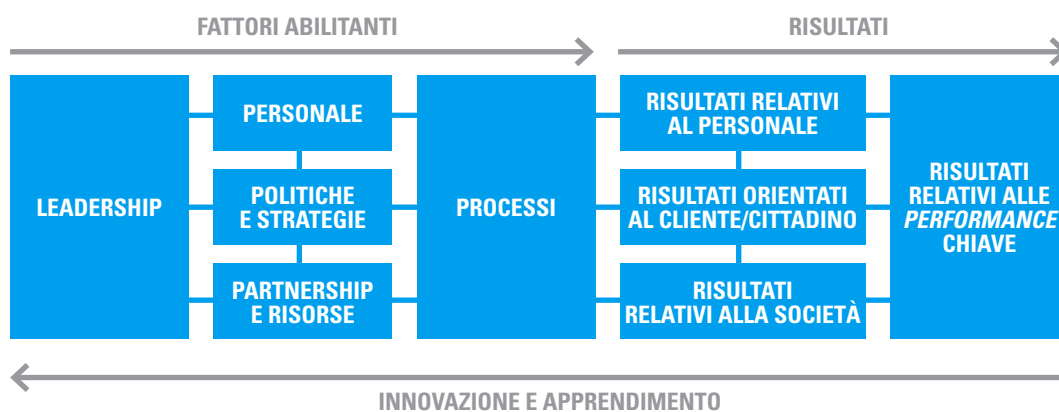 FATTORI ABILITANTI
RISULTATI
LEADERSHIP
PERSONALE
POLITICHE
E STRATEGIE
PARTNERSHIP
E RISORSE
PROCESSI
RISULTATI RELATIVI
AL PERSONALE
RISULTATI ORIENTATI
AL CLIENTE/CITTADINO
RISULTATI
RELATIVI ALLA SOCIETÀ
RISULTATI
RELATIVI ALLE
PERFORMANCE
CHIAVE
INNOVAZIONE E APPRENDIMENTO